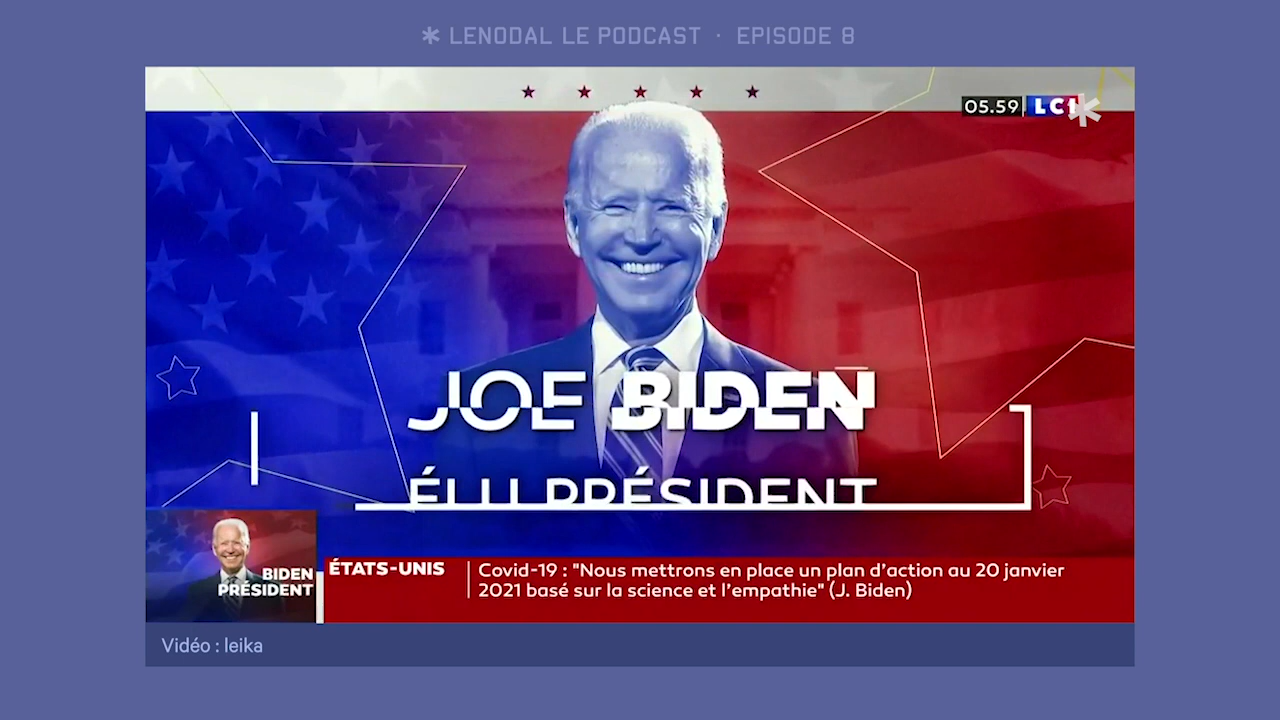 * LENODAL LE PODCAST · EPISODE 8
05.59 LCI
JOE BIDEN
ÉLU PRÉSIDENT
BIDEN
PRÉSIDENT
ÉTATS-UNIS
Covid-19 : "Nous mettrons en place un plan d'action au 20 janvier
2021 basé sur la science et l'empathie" (J. Biden)
Vidéo : leika